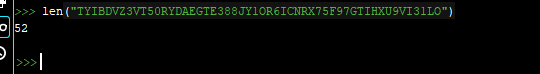 >>> len("TYIBDVZ3VT50RYDAEGTE388JY1OR6ICNRX75F97GTIHXU9VI31LO")
52
>>>